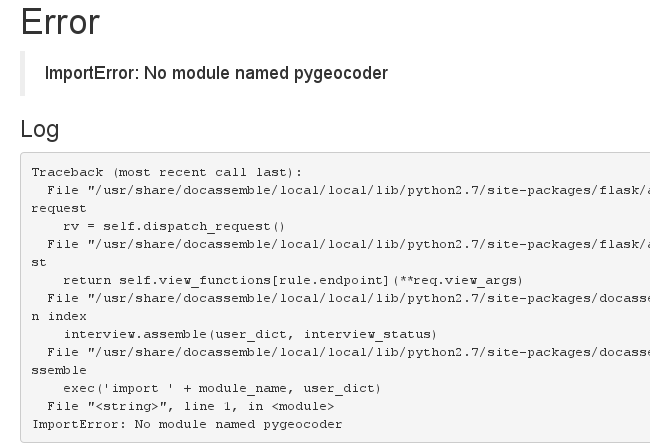 Error
ImportError: No module named pygeocoder
Log
Traceback (most recent call last):
  File "/usr/share/docassemble/local/local/lib/python2.7/site-packages/flask/
request
    rv = self.dispatch_request()
  File "/usr/share/docassemble/local/local/lib/python2.7/site-packages/flask/
st
    return self.view_functions[rule.endpoint](**req.view_args)
  File "/usr/share/docassemble/local/local/lib/python2.7/site-packages/docasse
n index
    interview.assemble(user_dict, interview_status)
  File "/usr/share/docassemble/local/local/lib/python2.7/site-packages/docasse
ssemble
    exec('import ' + module_name, user_dict)
  File "<string>", line 1, in <module>
ImportError: No module named pygeocoder